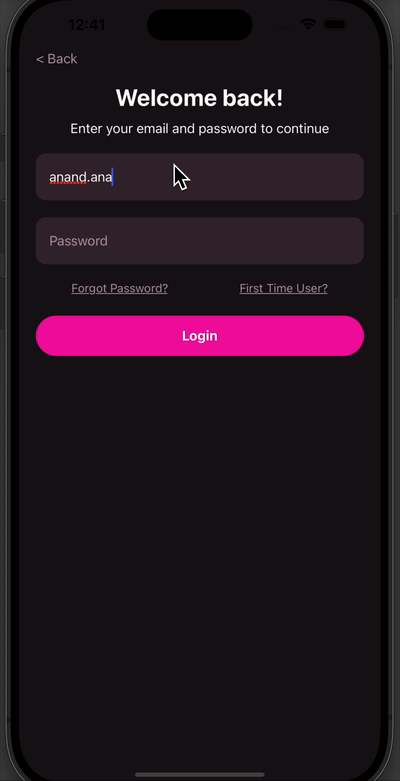 12:41
< Back
Welcome back!
Enter your email and password to continue
anand.ana
Password
Forgot Password? First Time User?
Login